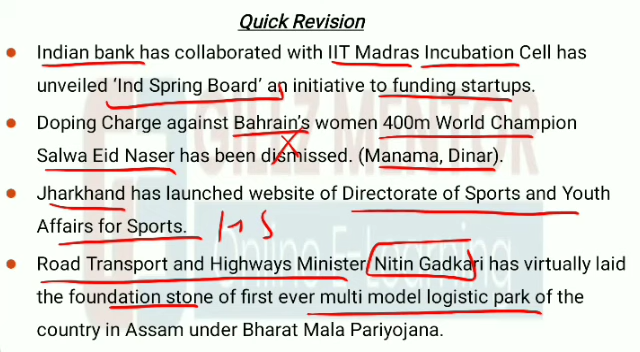 Quick Revision
Indian bank has collaborated with IIT Madras Incubation Cell has
unveiled ‘Ind Spring Board’ an initiative to funding startups.
Doping Charge against Bahrain’s women 400m World Champion
Salwa Eid Naser has been dismissed. (Manama, Dinar).
Jharkhand has launched website of Directorate of Sports and Youth
Affairs for Sports.
Road Transport and Highways Minister Nitin Gadkari has virtually laid
the foundation stone of first ever multi model logistic park of the
country in Assam under Bharat Mala Pariyojana.